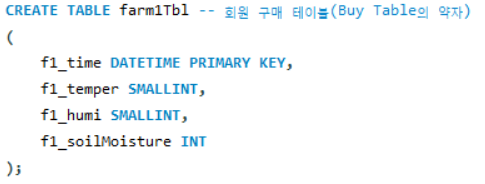 CREATE TABLE farm1Tbl -- 회원 구매 테이블(Buy Table의 약자)
(
f1_time DATETIME PRIMARY KEY,
f1_temper SMALLINT,
f1_humi SMALLINT,
f1_soilMoisture INT
);